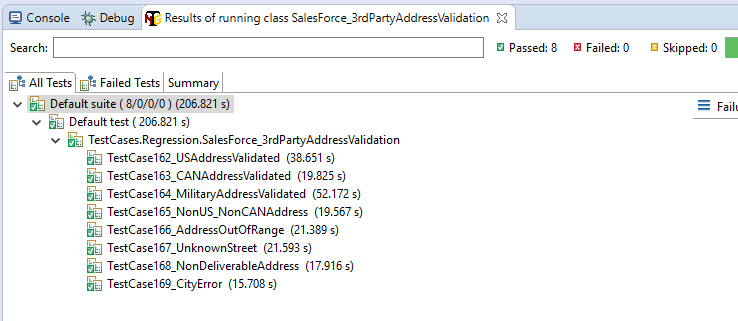 Console Debug Results of running class SalesForce_3rdPartyAddressValidation
Search: Passed: 8 Failed: 0 Skipped: 0
All Tests Failed Tests Summary
Default suite ( 8/0/0/0 ) (206.821 s) Failu
Default test ( 206.821 s)
TestCases.Regression.SalesForce_3rdPartyAddressValidation
TestCase162_USAddressValidated (38.651 s)
TestCase163_CANAddressValidated (19.825 s)
TestCase164_MilitaryAddressValidated (52.172 s)
TestCase165_NonUS_NonCANAddress (19.567 s)
TestCase166_AddressOutOfRange (21.389 s)
TestCase167_UnknownStreet (21.593 s)
TestCase168_NonDeliverableAddress (17.916 s)
TestCase169_CityError (15.708 s)